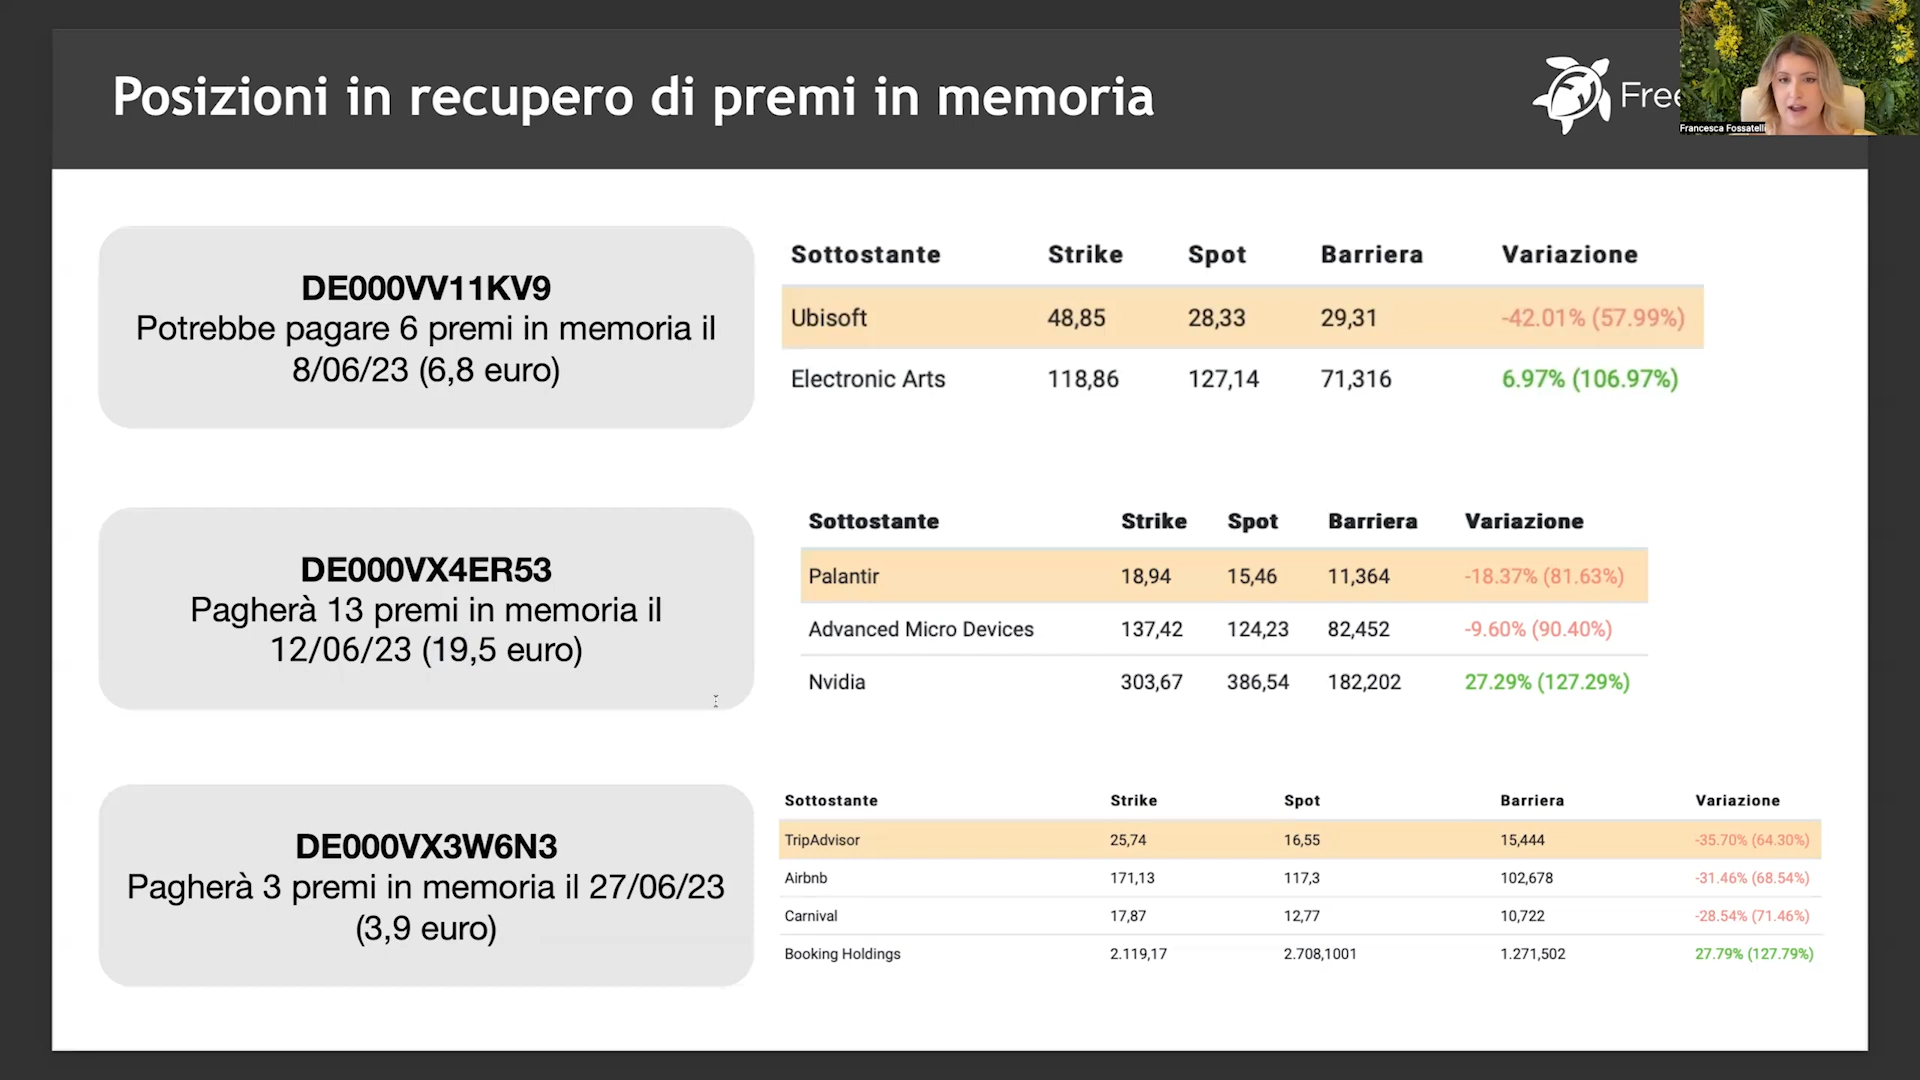 Posizioni in recupero di premi in memoria
Free
Francesca Fossatelli
DE000VV11KV9
Potrebbe pagare 6 premi in memoria il
8/06/23 (6,8 euro)
Sottostante Strike Spot Barriera Variazione
Ubisoft 48,85 28,33 29,31 -42.01% (57.99%)
Electronic Arts 118,86 127,14 71,316 6.97% (106.97%)
DE000VX4ER53
Pagherà 13 premi in memoria il
12/06/23 (19,5 euro)
Sottostante Strike Spot Barriera Variazione
Palantir 18,94 15,46 11,364 -18.37% (81.63%)
Advanced Micro Devices 137,42 124,23 82,452 -9.60% (90.40%)
Nvidia 303,67 386,54 182,202 27.29% (127.29%)
DE000VX3W6N3
Pagherà 3 premi in memoria il 27/06/23
(3,9 euro)
Sottostante Strike Spot Barriera Variazione
TripAdvisor 25,74 16,55 15,444 -35.70% (64.30%)
Airbnb 171,13 117,3 102,678 -31.46% (68.54%)
Carnival 17,87 12,77 10,722 -28.54% (71.46%)
Booking Holdings 2.119,17 2.708,1001 1.271,502 27.79% (127.79%)